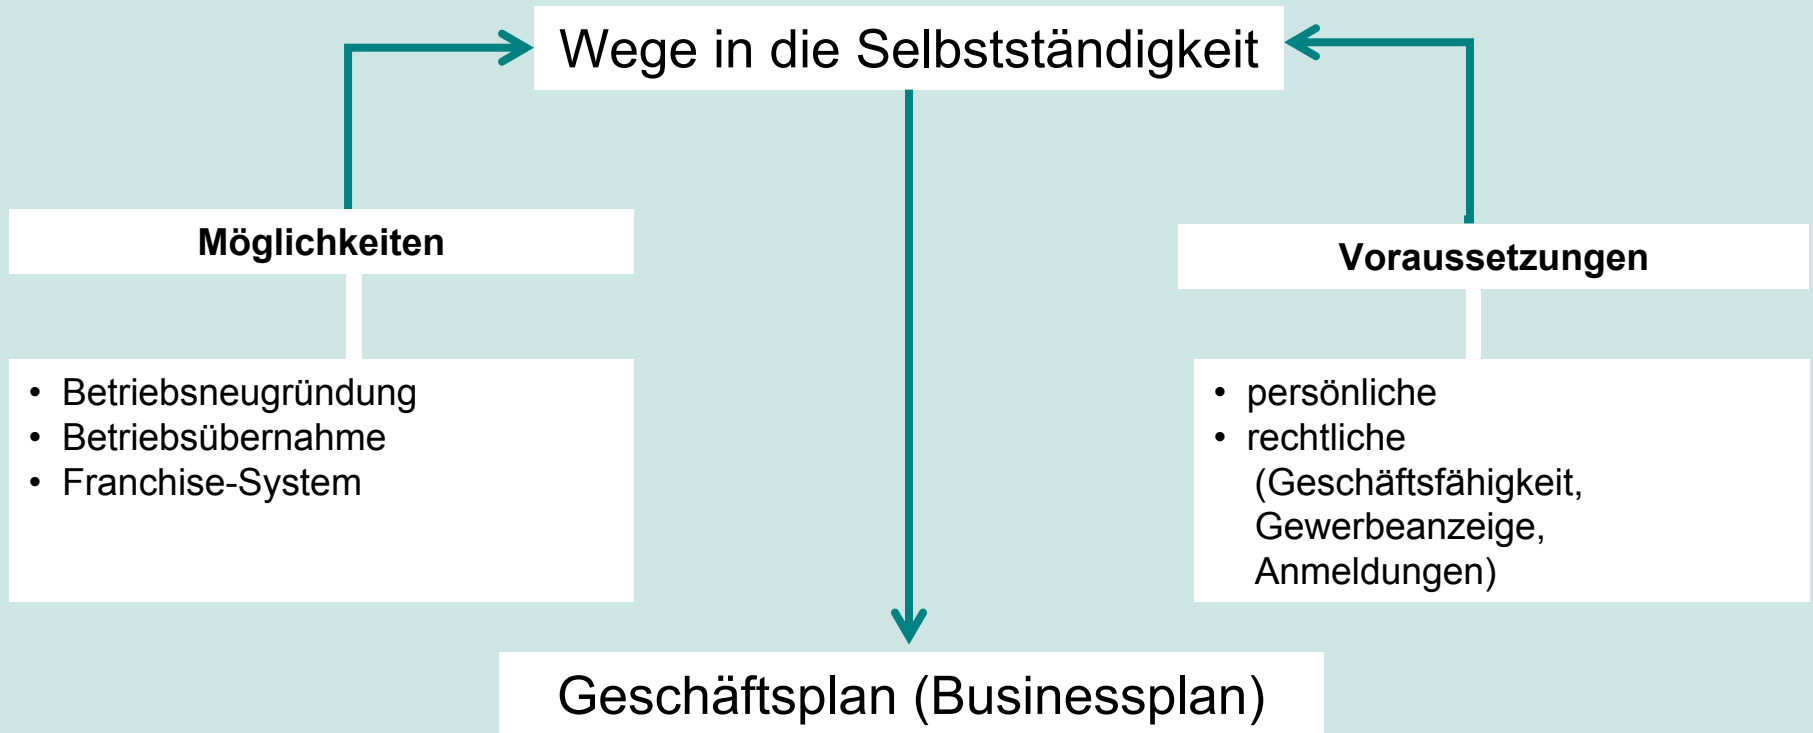 Wege in die Selbstständigkeit
Möglichkeiten
• Betriebsneugründung
• Betriebsübernahme
• Franchise-System
Voraussetzungen
• persönliche
• rechtliche
(Geschäftsfähigkeit,
Gewerbeanzeige,
Anmeldungen)
Geschäftsplan (Businessplan)